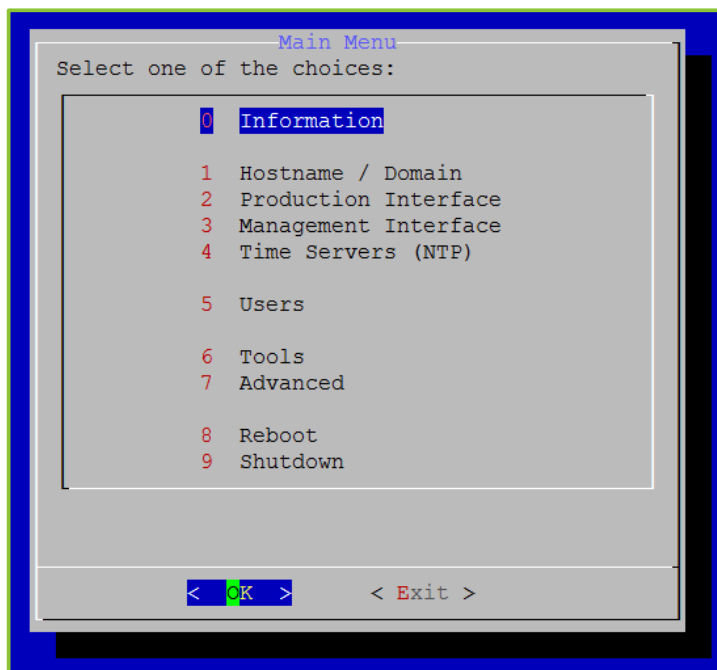 Main Menu
Select one of the choices:
0 Information
1 Hostname / Domain
2 Production Interface
3 Management Interface
4 Time Servers (NTP)
5 Users
6 Tools
7 Advanced
8 Reboot
9 Shutdown
< OK > < Exit >